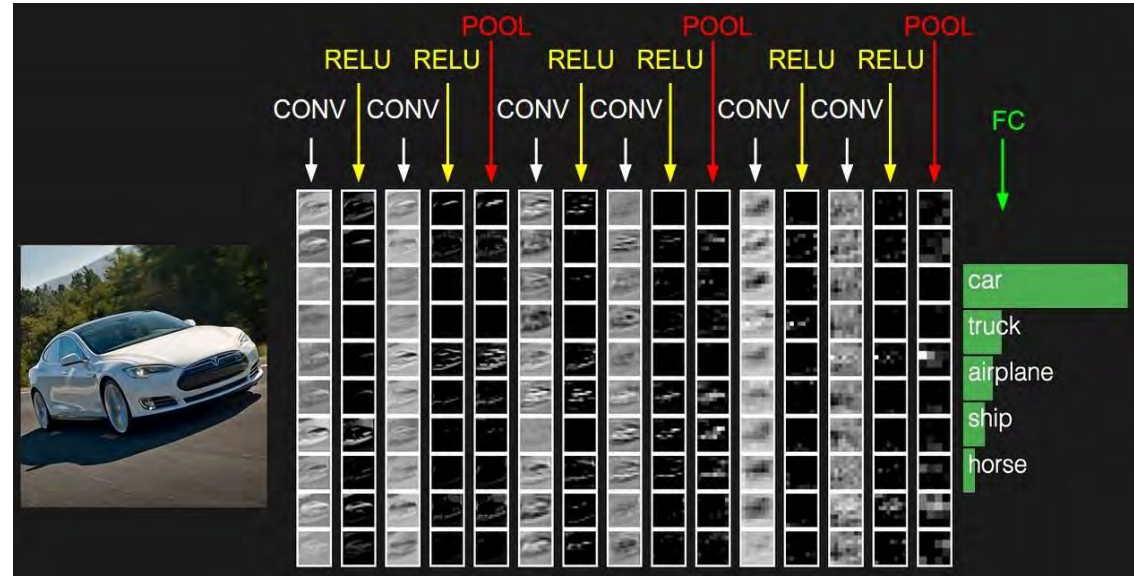 POOL POOL POOL
RELU RELU RELU RELU RELU RELU
CONV CONV CONV CONV CONV CONV
FC
car
truck
airplane
ship
horse